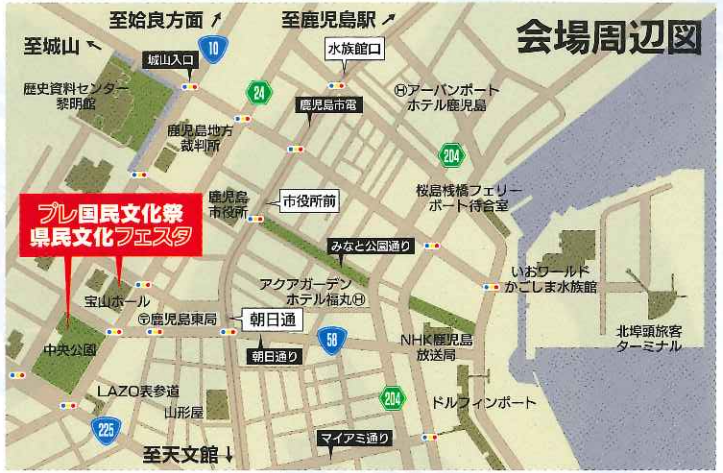 至姶良方面
至鹿児島駅
会場周辺図
至城山
10
水族館口
城山入口
歴史資料センター
黎明館
24
Ⓗアーバンポート
ホテル鹿児島
鹿児島市電
鹿児島地方
裁判所
204
プレ国民文化祭
県民文化フェスタ
鹿児島
市役所
市役所前
桜島桟橋フェリー
ポート待合室
みなと公園通り
アクアガーデン
ホテル福丸Ⓗ
いおワールド
かごしま水族館
宝山ホール
〒鹿児島東局
朝日通
北埠頭旅客
ターミナル
中央公園
朝日通り
58
NHK鹿児島
放送局
LAZO表参道
山形屋
204
ドルフィンポート
225
マイアミ通り
至天文館